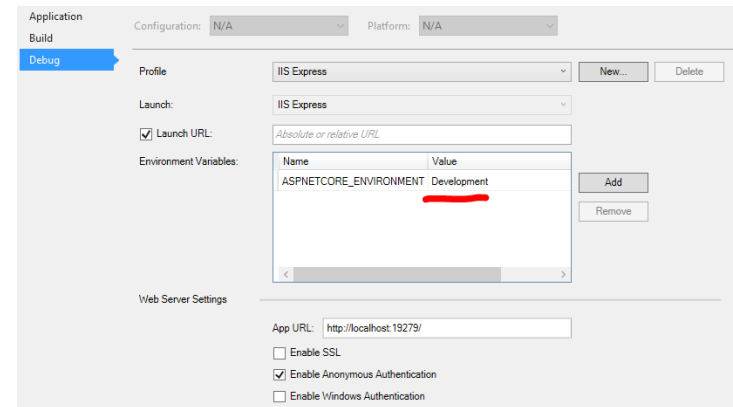 Application
Configuration: N/A Platform: N/A
Build
Debug
Profile IIS Express New... Delete
Launch: IIS Express
Launch URL: Absolute or relative URL
Environment Variables: Name Value
ASPNETCORE_ENVIRONMENT Development Add
Remove
Web Server Settings
App URL: http://localhost:19279/
Enable SSL
Enable Anonymous Authentication
Enable Windows Authentication